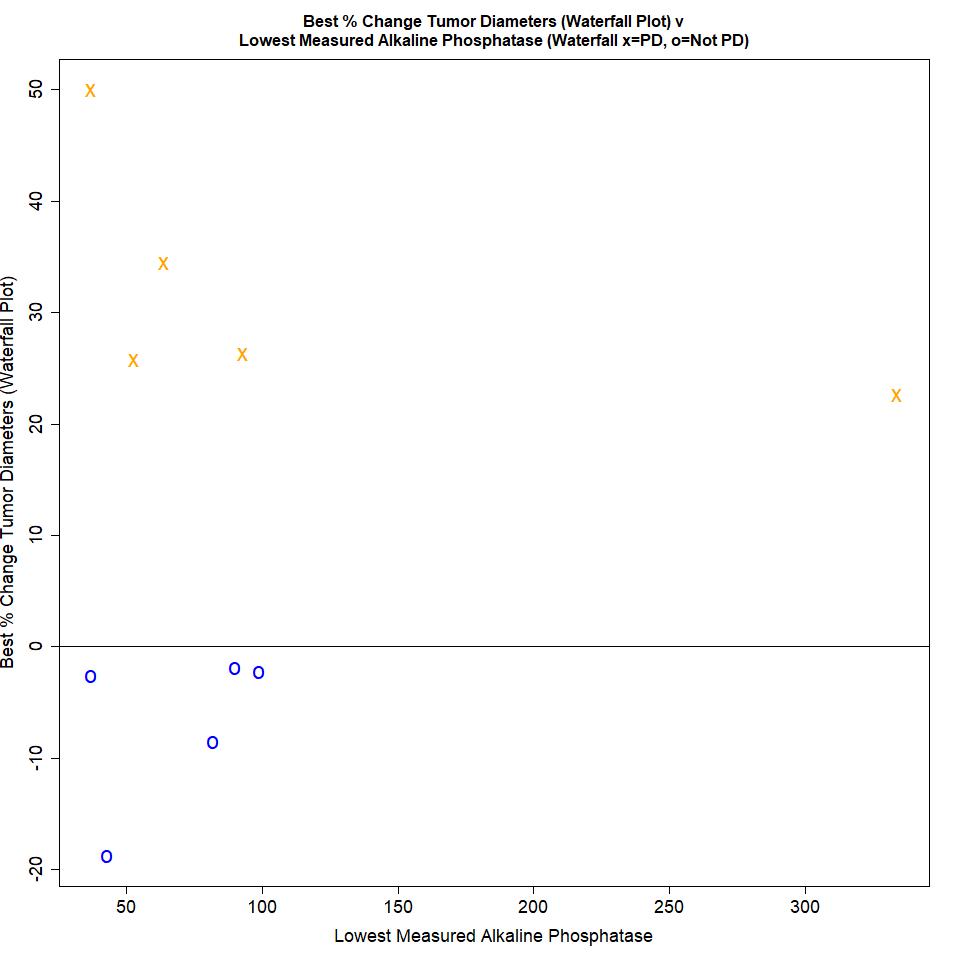 Best % Change Tumor Diameters (Waterfall Plot) v
Lowest Measured Alkaline Phosphatase (Waterfall x=PD, o=Not PD)
Best % Change Tumor Diameters (Waterfall Plot)
50
40
30
20
10
0
-10
-20
X
X
X
X
X
O
O
O
O
O
50 100 150 200 250 300
Lowest Measured Alkaline Phosphatase